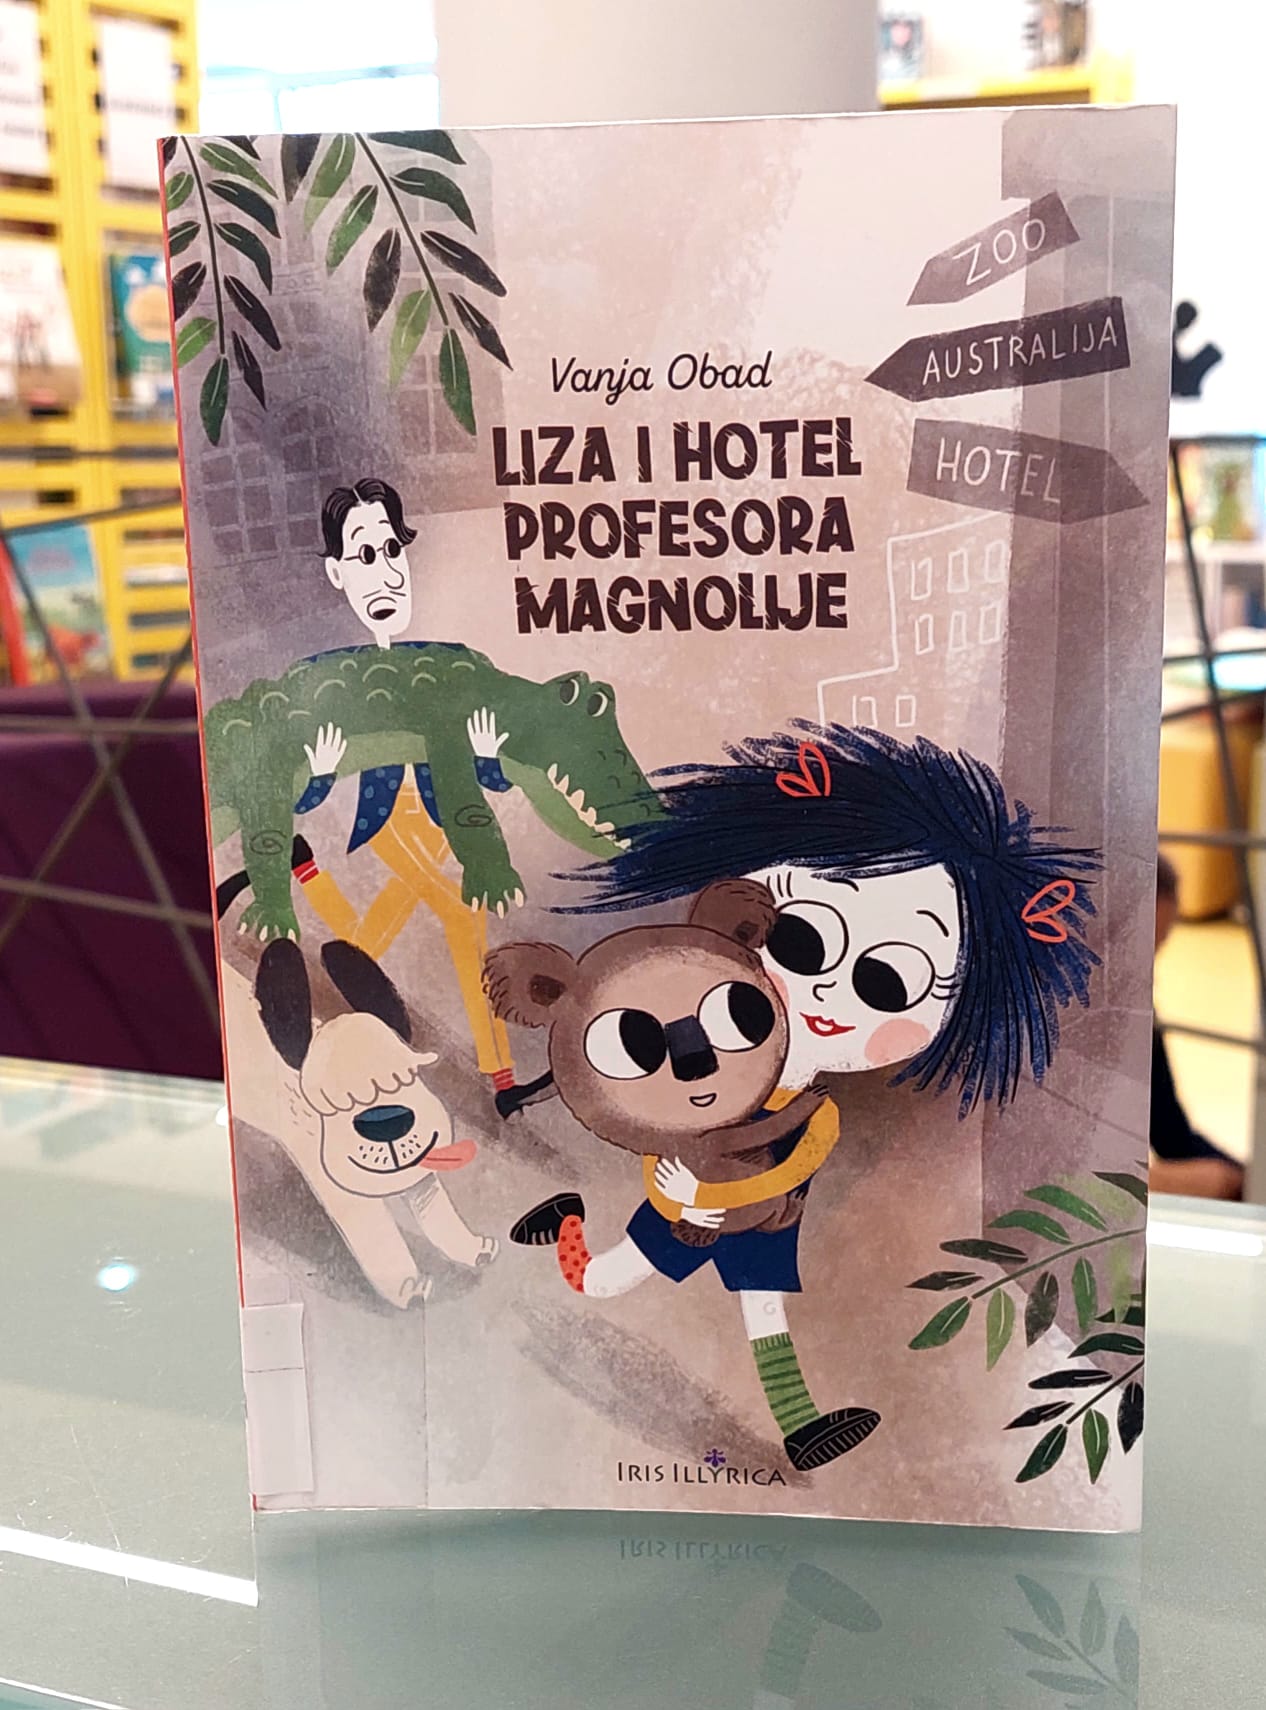 ZOO
AUSTRALIJA
HOTEL
Vanja Obad
LIZA I HOTEL
PROFESORA
MAGNOLIJE
IRIS ILLYRICA